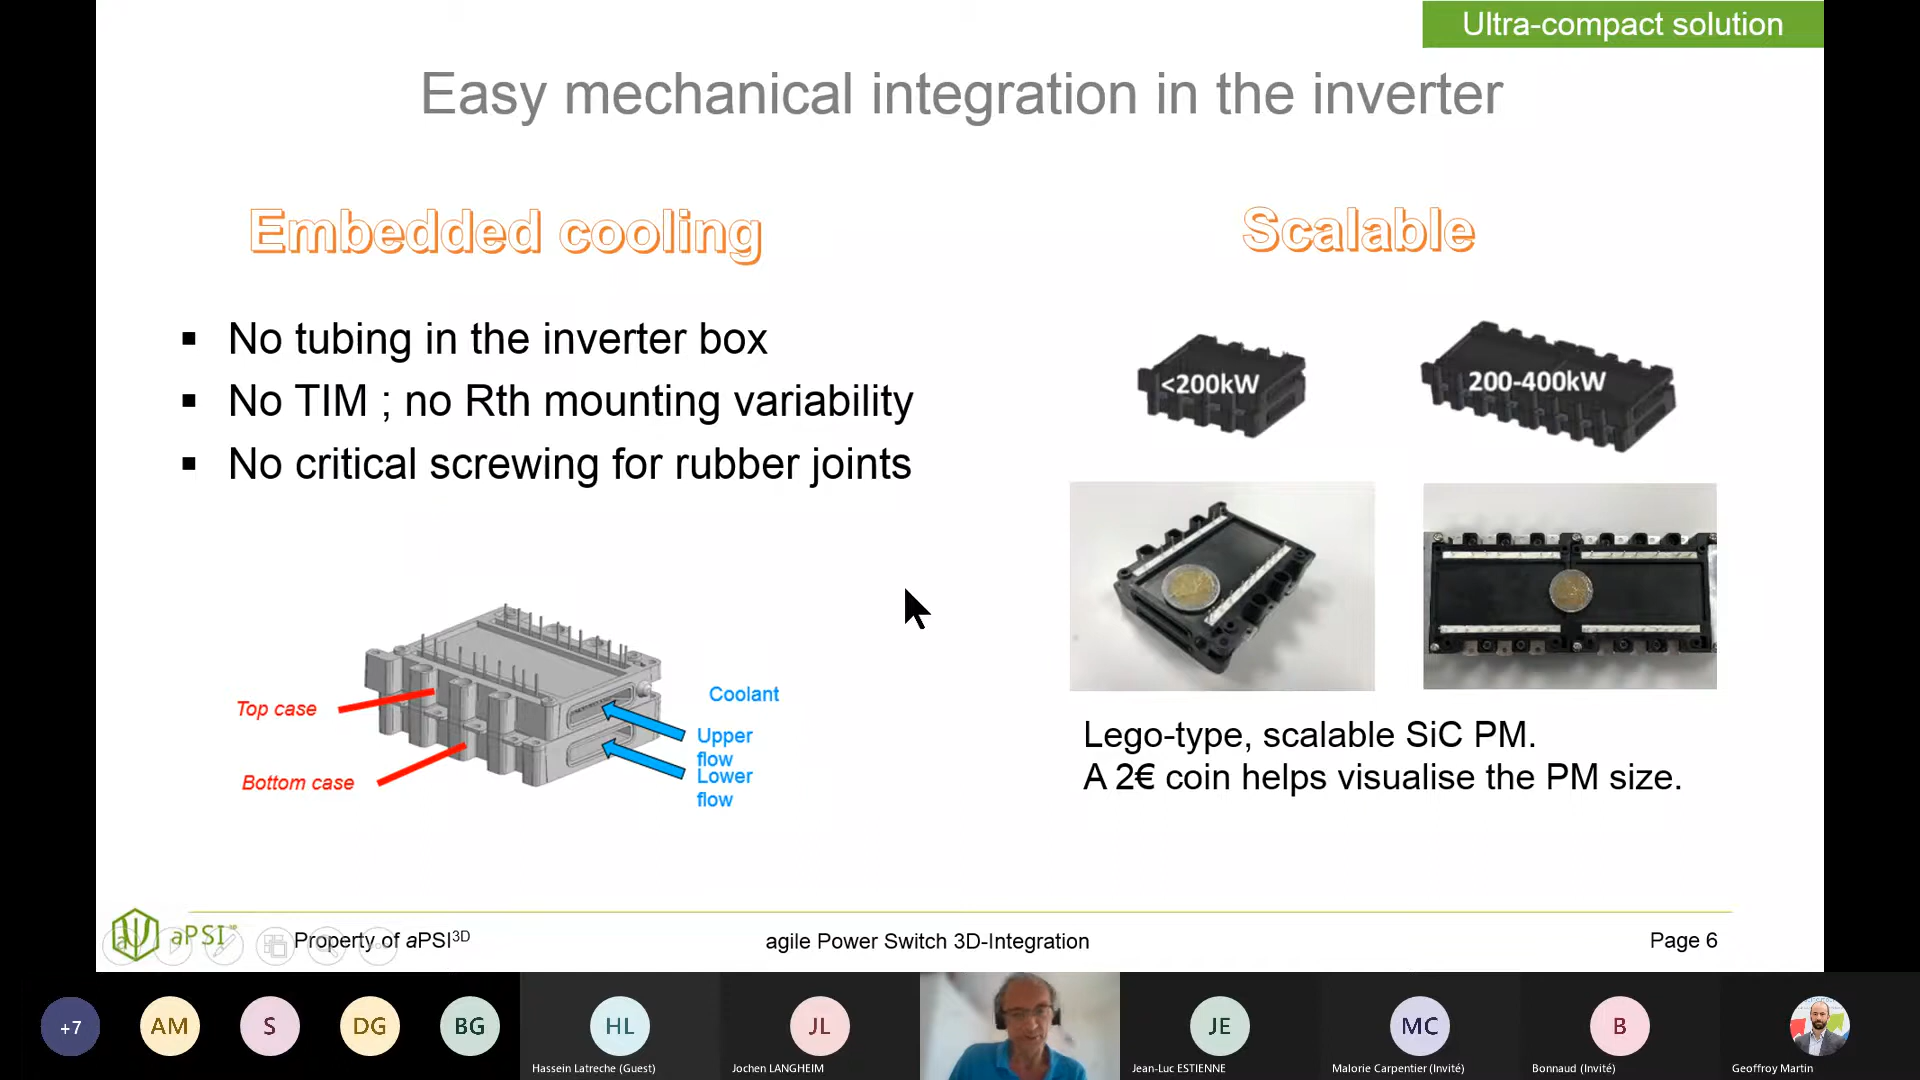 Ultra-compact solution
Easy mechanical integration in the inverter
Embedded cooling
▪ No tubing in the inverter box
▪ No TIM ; no Rth mounting variability
▪ No critical screwing for rubber joints
Top case
Bottom case
Coolant
Upper
flow
Lower
flow
Scalable
<200kW
200-400kW
Lego-type, scalable SiC PM.
A 2€ coin helps visualise the PM size.
aPSI3D
Property of aPSI3D
agile Power Switch 3D-Integration
Page 6
+7
AM
S
DG
BG
HL
Hassein Latreche (Guest)
JL
Jochen LANGHEIM
JE
Jean-Luc ESTIENNE
MC
Malorie Carpentier (Invité)
B
Bonnaud (Invité)
Geoffroy Martin